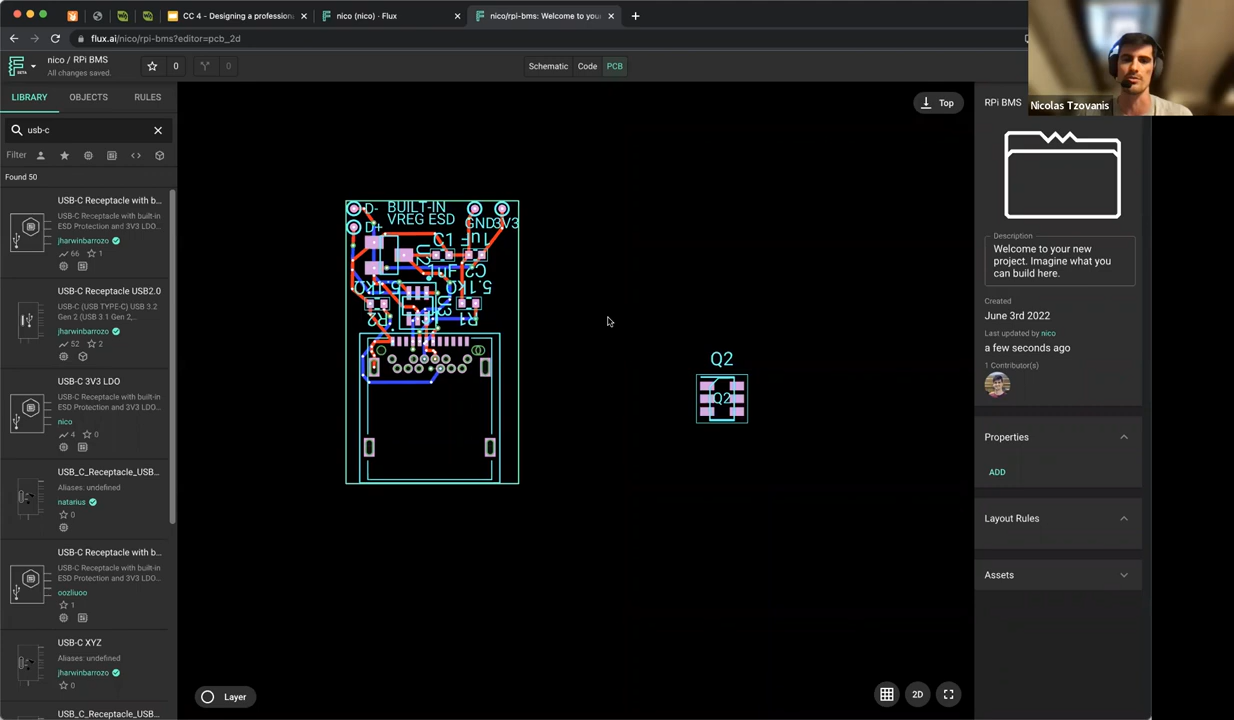 CC 4 - Designing a profession
nico (nico) · Flux
nico/rpi-bms: Welcome to you
flux.ai/nico/rpi-bms?editor=pcb_2d
nico / RPi BMS
All changes saved.
BETA
0
0
Schematic
Code
PCB
LIBRARY
OBJECTS
RULES
usb-c
Filter
Found 50
USB-C Receptacle with b...
USB-C Receptacle with built-in
ESD Protection and 3V3 LDO...
jharwinbarrozo
66
1
USB-C Receptacle USB2.0
USB-C (USB TYPE-C) USB 3.2
Gen 2 (USB 3.1 Gen 2,...
jharwinbarrozo
52
2
USB-C 3V3 LDO
USB-C Receptacle with built-in
ESD Protection and 3V3 LDO...
nico
4
0
USB_C_Receptacle_USB...
Aliases: undefined
natarius
0
USB-C Receptacle with b...
USB-C Receptacle with built-in
ESD Protection and 3V3 LDO...
oozliuoo
1
USB-C XYZ
Aliases: undefined
jharwinbarrozo
0
USB_C_Receptacle_USB...
Top
D-
BUILT-IN
VREG ESD
D+
GND
3V3
C1
1uF
U2
C2
1uF
5.1kΩ
5.1kΩ
R2
U3
R1
Q2
Q2
Layer
2D
Nicolas Tzovanis
RPi BMS
Description
Welcome to your new
project. Imagine what you
can build here.
Created
June 3rd 2022
Last updated by nico
a few seconds ago
1 Contributor(s)
Properties
ADD
Layout Rules
Assets